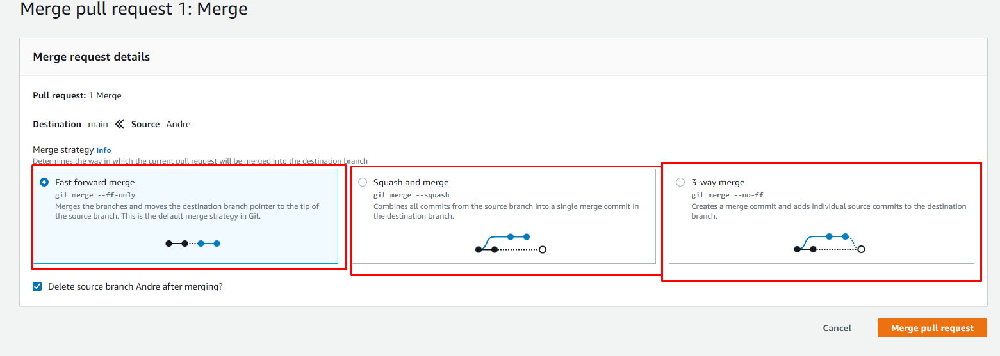 Merge pull request 1: Merge
Merge request details
Pull request: 1 Merge
Destination main Source Andre
Merge strategy Info
Determines the way in which the current pull request will be merged into the destination branch
Fast forward merge
git merge --ff-only
Merges the branches and moves the destination branch pointer to the tip of
the source branch. This is the default merge strategy in Git.
Squash and merge
git merge --squash
Combines all commits from the source branch into a single merge commit in
the destination branch.
3-way merge
git merge --no-ff
Creates a merge commit and adds individual source commits to the destination
branch.
Delete source branch Andre after merging?
Cancel
Merge pull request